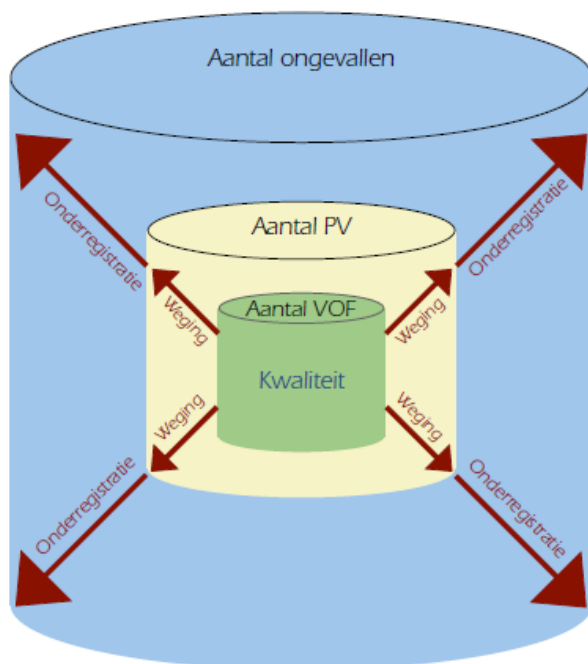 Aantal ongevallen
Onderregistratie
Onderregistratie
Aantal PV
Weging
Weging
Aantal VOF
Kwaliteit
Weging
Weging
Onderregistratie
Onderregistratie